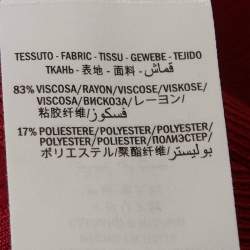 TESSUTO - FABRIC - TISSU - GEWEBE - TEJIDO
ТКАНЬ - 表地 - 面料 - قماش
83% VISCOSA/RAYON/VISCOSE/VISKOSE/
VISCOSA/ВИСКОЗА/レーヨン/
粘胶纤维/فسكوز
17% POLIESTERE/POLYESTER/POLYESTER/
POLYESTER/POLIESTER/ПОЛИЭСТЕР/
ポリエステル/聚酯纤维/بوليستر